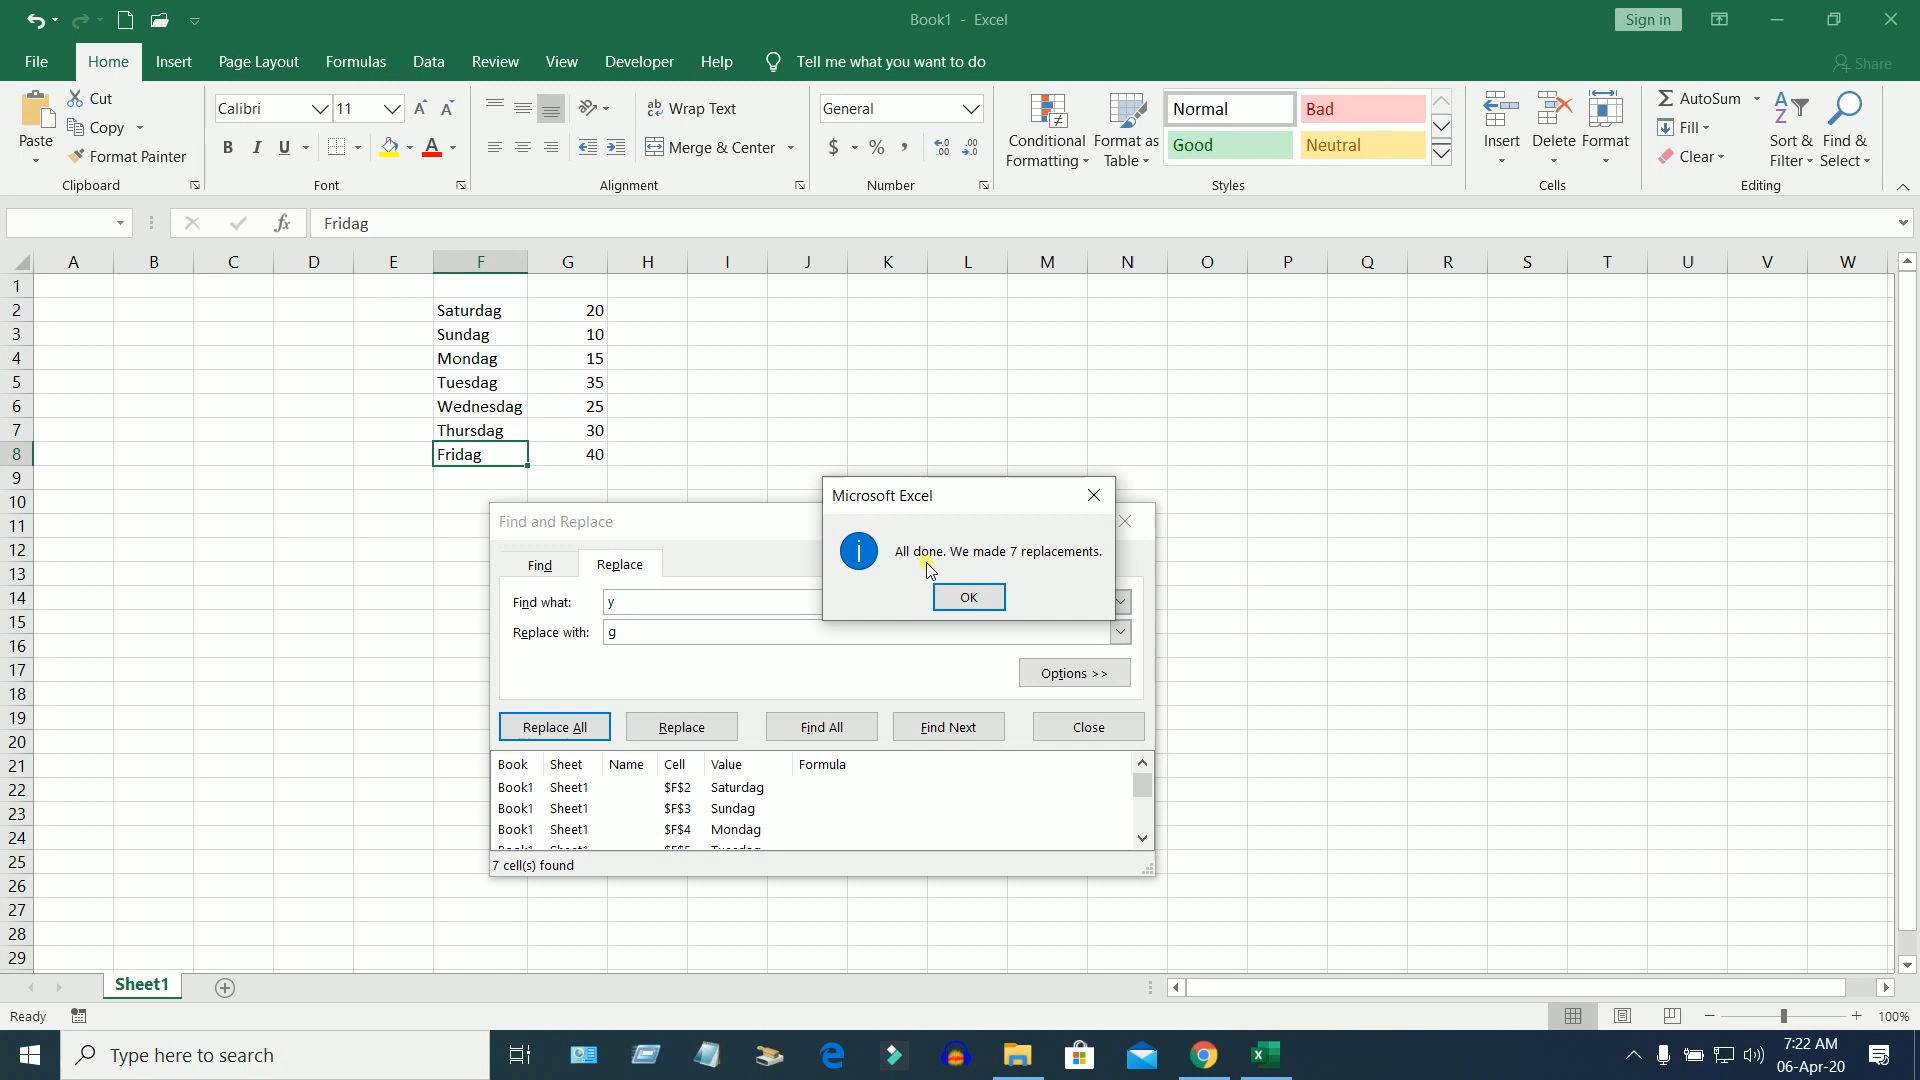 Book1 - Excel
Sign in
File Home Insert Page Layout Formulas Data Review View Developer Help Tell me what you want to do
Share
Paste
Cut
Copy
Format Painter
Clipboard
Calibri 11
B I U
Font
Wrap Text
Merge & Center
Alignment
General
$ % ,
Number
Conditional Formatting
Format as Table
Normal Bad
Good Neutral
Styles
Insert Delete Format
Cells
AutoSum
Fill
Clear
Sort & Filter
Find & Select
Editing
fx Fridag
A B C D E F G H I J K L M N O P Q R S T U V W
1
2 Saturdag 20
3 Sundag 10
4 Mondag 15
5 Tuesdag 35
6 Wednesdag 25
7 Thursdag 30
8 Fridag 40
9
10
11
12
13
14
15
16
17
18
19
20
21
22
23
24
25
26
27
28
29
Microsoft Excel
All done. We made 7 replacements.
OK
Find and Replace
Find Replace
Find what: y
Replace with: g
Options >>
Replace All Replace Find All Find Next Close
Book Sheet Name Cell Value Formula
Book1 Sheet1 $F$2 Saturdag
Book1 Sheet1 $F$3 Sundag
Book1 Sheet1 $F$4 Mondag
7 cell(s) found
Sheet1
Ready
100%
Type here to search
7:22 AM
06-Apr-20